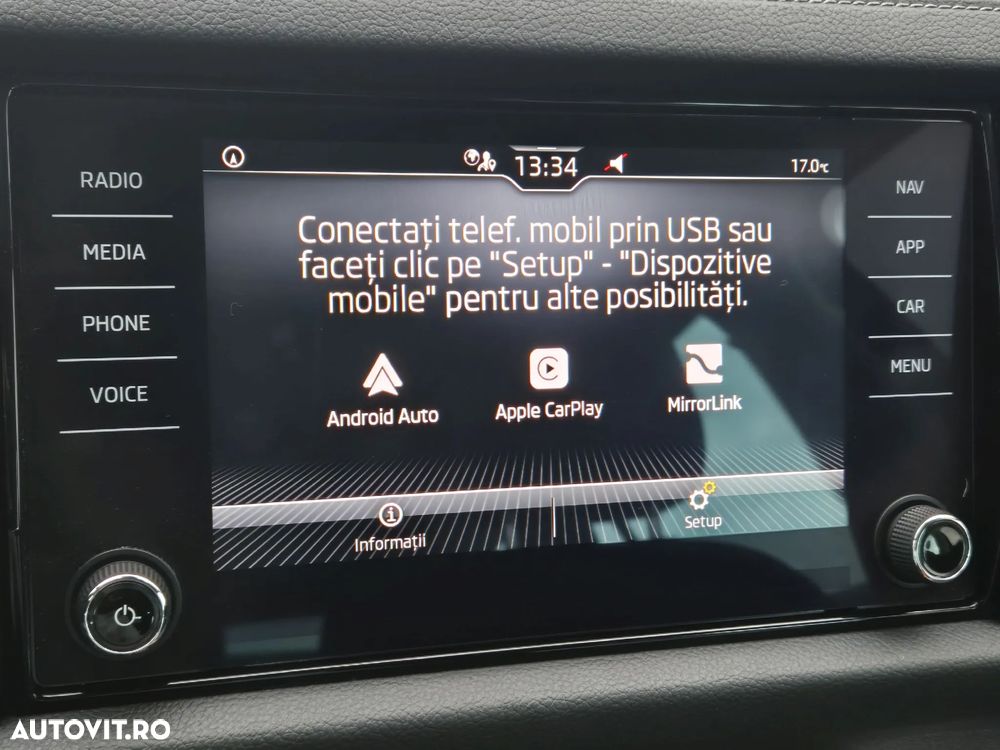 RADIO
MEDIA
PHONE
VOICE
13:34
17.0°C
Conectați telef. mobil prin USB sau
faceți clic pe "Setup" - "Dispozitive
mobile" pentru alte posibilități.
Android Auto
Apple CarPlay
MirrorLink
Informații
Setup
NAV
APP
CAR
MENU
AUTOVIT.RO